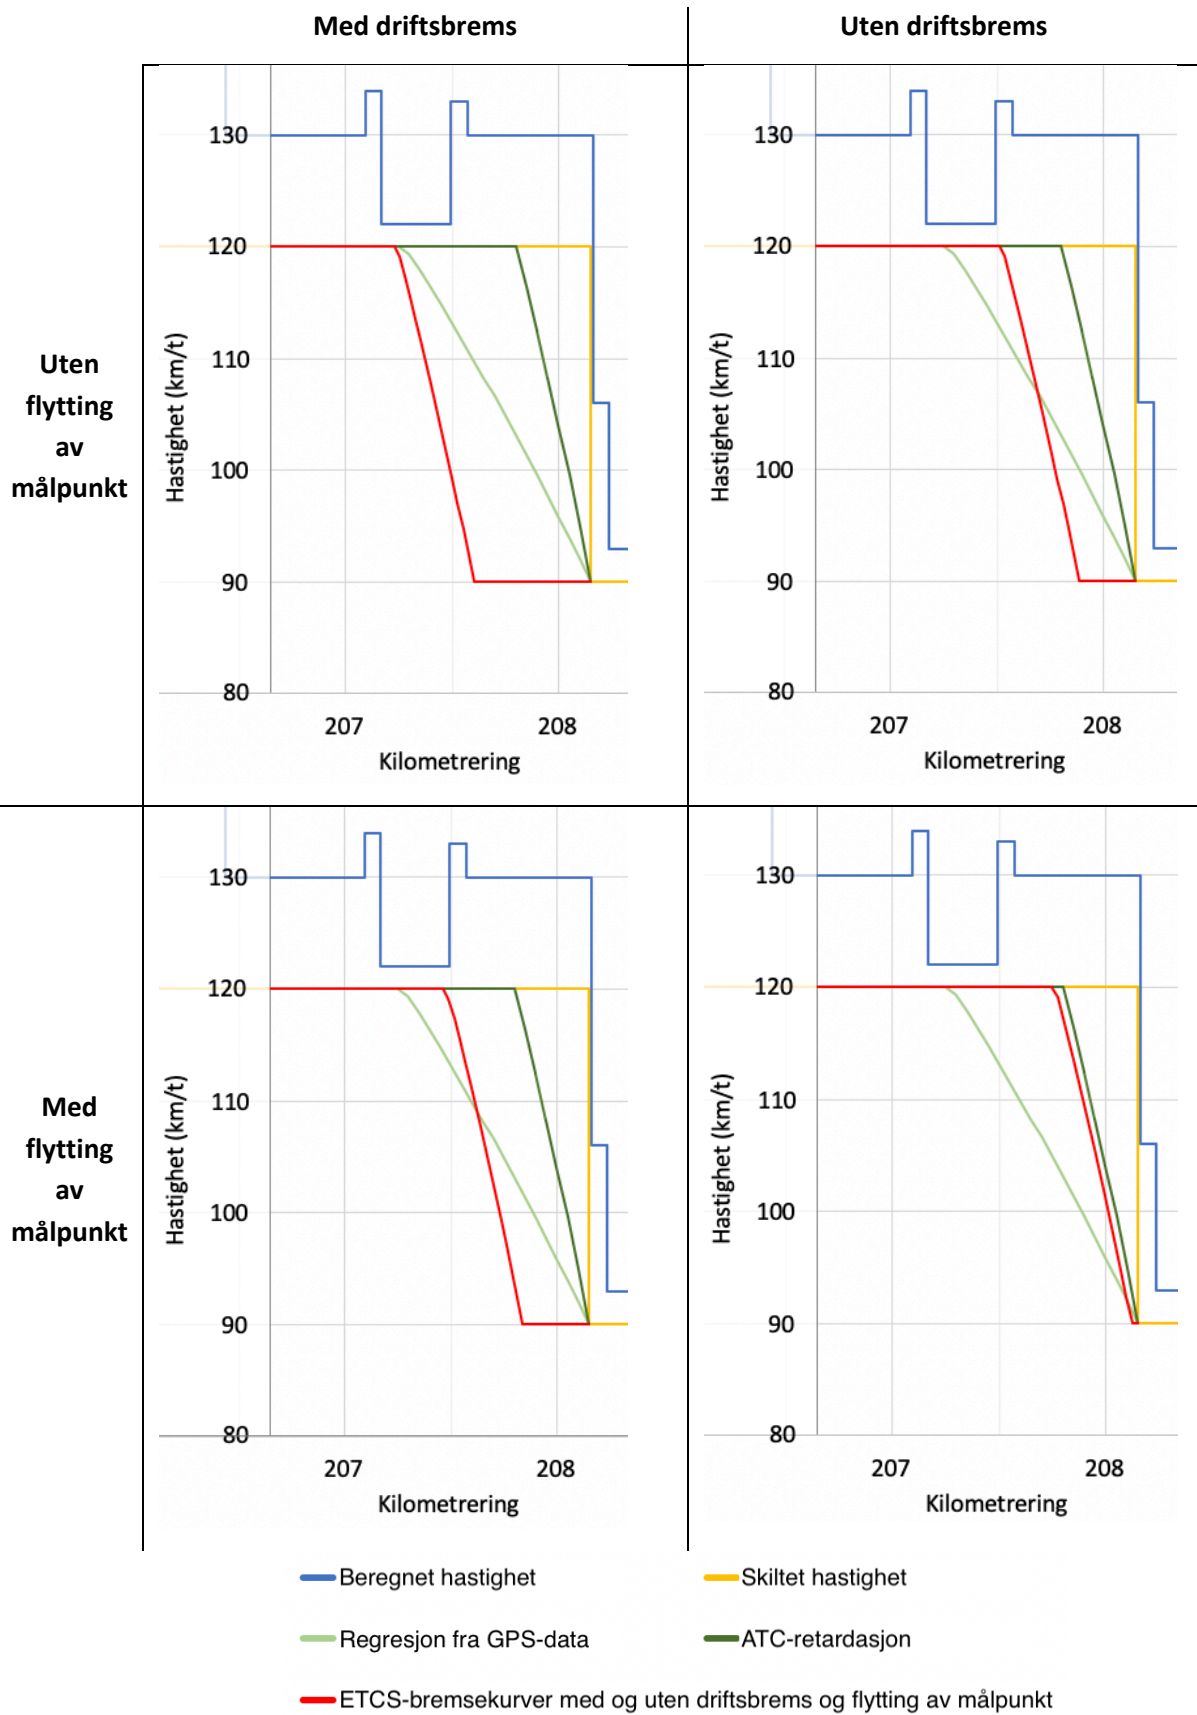 Med driftsbrems
Uten driftsbrems
Uten
flytting
av
målpunkt
Hastighet (km/t)
130
120
110
100
90
80
207
208
Kilometrering
Hastighet (km/t)
130
120
110
100
90
80
207
208
Kilometrering
Med
flytting
av
målpunkt
Hastighet (km/t)
130
120
110
100
90
80
207
208
Kilometrering
Hastighet (km/t)
130
120
110
100
90
80
207
208
Kilometrering
Beregnet hastighet
Skiltet hastighet
Regresjon fra GPS-data
ATC-retardasjon
ETCS-bremsekurver med og uten driftsbrems og flytting av målpunkt